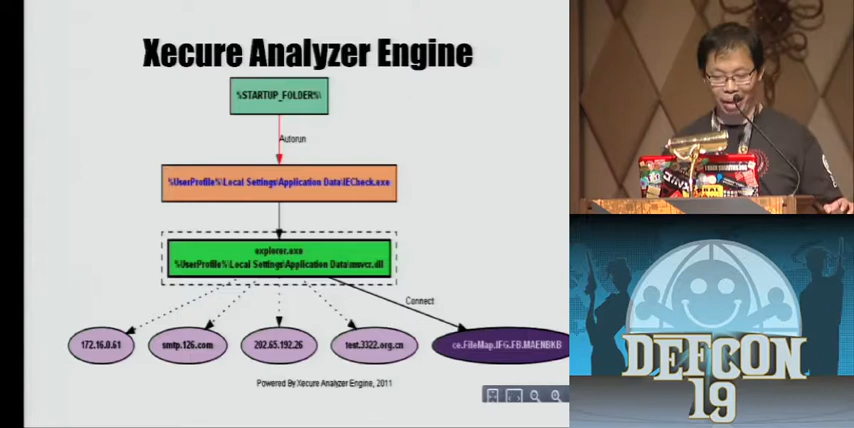 Xecure Analyzer Engine
%STARTUP_FOLDER%\
Autorun
%UserProfile%\Local Settings\Application Data\IECheck.exe
explorer.exe
%UserProfile%\Local Settings\Application Data\msvcr.dll
Connect
172.16.0.61
smtp.126.com
202.65.192.26
test.3322.org.cn
ce.FileMap.IFG.FB.MAENBKB
Powered By Xecure Analyzer Engine, 2011
DEFCON
19